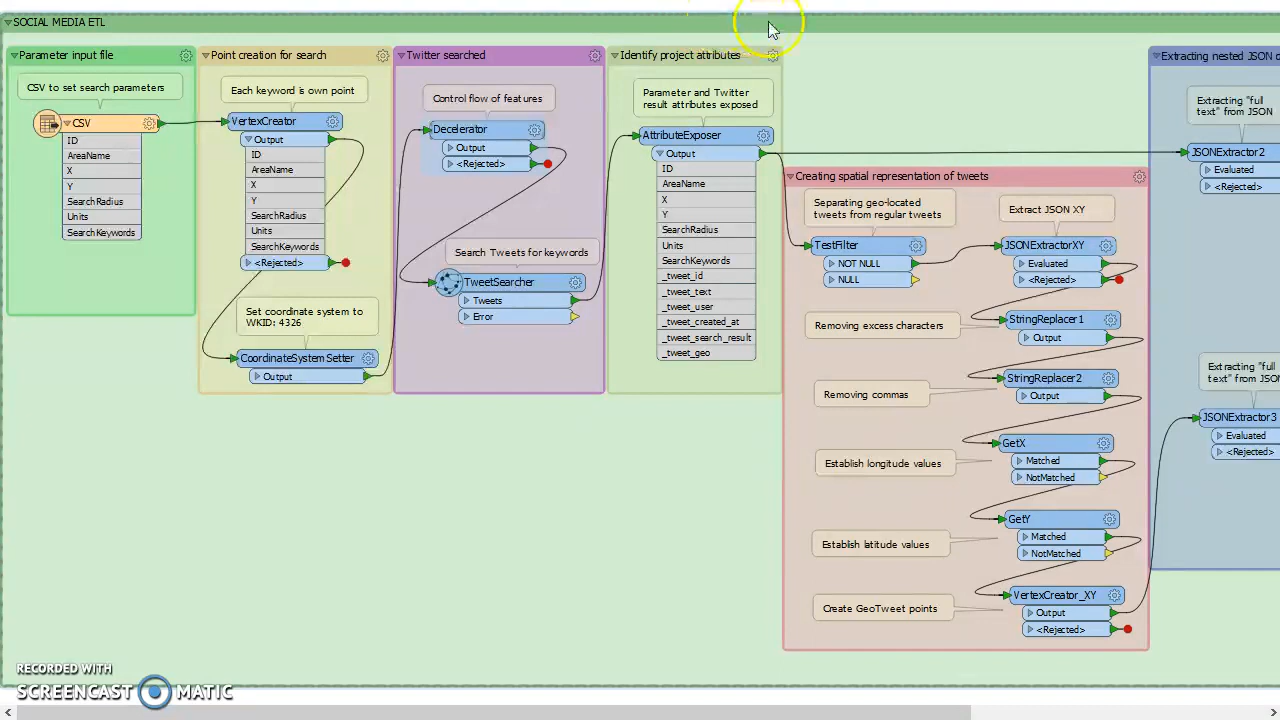 SOCIAL MEDIA ETL
Parameter input file
CSV to set search parameters
CSV
ID
AreaName
X
Y
SearchRadius
Units
SearchKeywords
Point creation for search
Each keyword is own point
VertexCreator
Output
ID
AreaName
X
Y
SearchRadius
Units
SearchKeywords
<Rejected>
Set coordinate system to
WKID: 4326
CoordinateSystemSetter
Output
Twitter searched
Control flow of features
Decelerator
Output
<Rejected>
Search Tweets for keywords
TweetSearcher
Tweets
Error
Identify project attributes
Parameter and Twitter
result attributes exposed
AttributeExposer
Output
ID
AreaName
X
Y
SearchRadius
Units
SearchKeywords
_tweet_id
_tweet_text
_tweet_user
_tweet_created_at
_tweet_search_result
_tweet_geo
Creating spatial representation of tweets
Separating geo-located
tweets from regular tweets
TestFilter
NOT NULL
NULL
Extract JSON XY
JSONExtractorXY
Evaluated
<Rejected>
Removing excess characters
StringReplacer1
Output
Removing commas
StringReplacer2
Output
Establish longitude values
GetX
Matched
NotMatched
Establish latitude values
GetY
Matched
NotMatched
Create GeoTweet points
VertexCreator_XY
Output
<Rejected>
Extracting nested JSON
Extracting "full
text" from JSON
JSONExtractor2
Evaluated
<Rejected>
Extracting "full
text" from JSON
JSONExtractor3
Evaluated
<Rejected>
RECORDED WITH
SCREENCAST MATIC